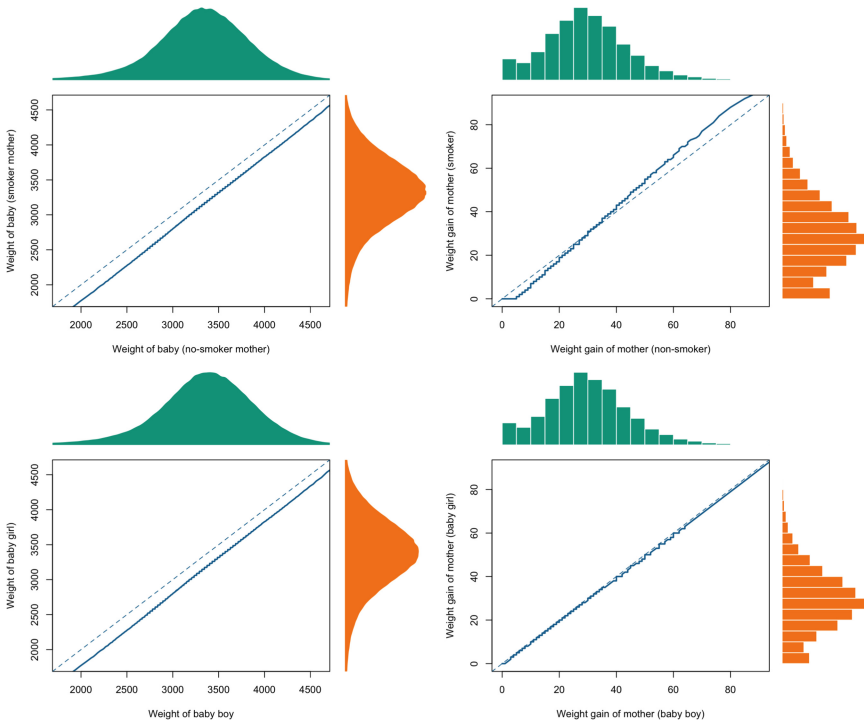 4500
4000
3500
3000
2500
2000
Weight of baby (smoker mother)
2000 2500 3000 3500 4000 4500
Weight of baby (no-smoker mother)
80
60
40
20
0
Weight gain of mother (smoker)
0 20 40 60 80
Weight gain of mother (non-smoker)
4500
4000
3500
3000
2500
2000
Weight of baby girl)
2000 2500 3000 3500 4000 4500
Weight of baby boy
80
60
40
20
0
Weight gain of mother (baby girl)
0 20 40 60 80
Weight gain of mother (baby boy)